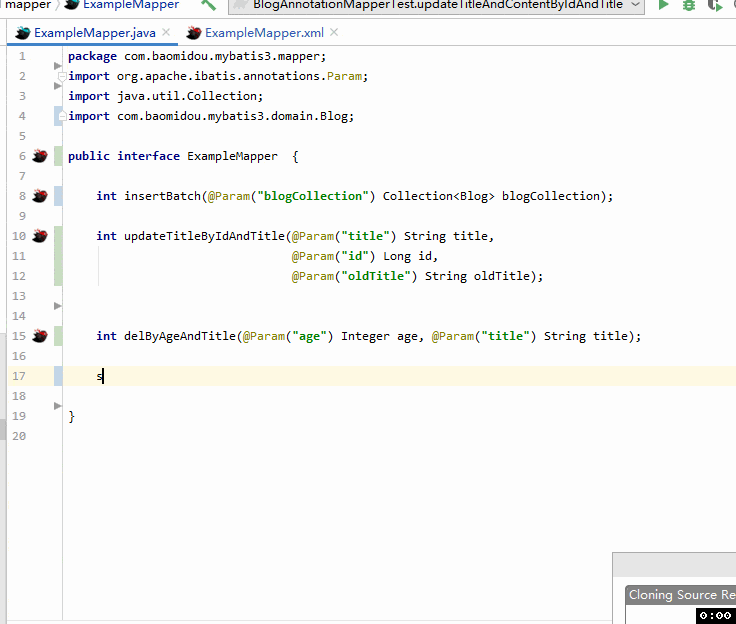 mapper ExampleMapper BlogAnnotationMapperTest.updateTitleAndContentByIdAndTitle
ExampleMapper.java ExampleMapper.xml
1 package com.baomidou.mybatis3.mapper;
2 import org.apache.ibatis.annotations.Param;
3 import java.util.Collection;
4 import com.baomidou.mybatis3.domain.Blog;
5
6 public interface ExampleMapper {
7
8 int insertBatch(@Param("blogCollection") Collection<Blog> blogCollection);
9
10 int updateTitleByIdAndTitle(@Param("title") String title,
11 @Param("id") Long id,
12 @Param("oldTitle") String oldTitle);
13
14
15 int delByAgeAndTitle(@Param("age") Integer age, @Param("title") String title);
16
17 s
18
19 }
20
Cloning Source Re
0:00